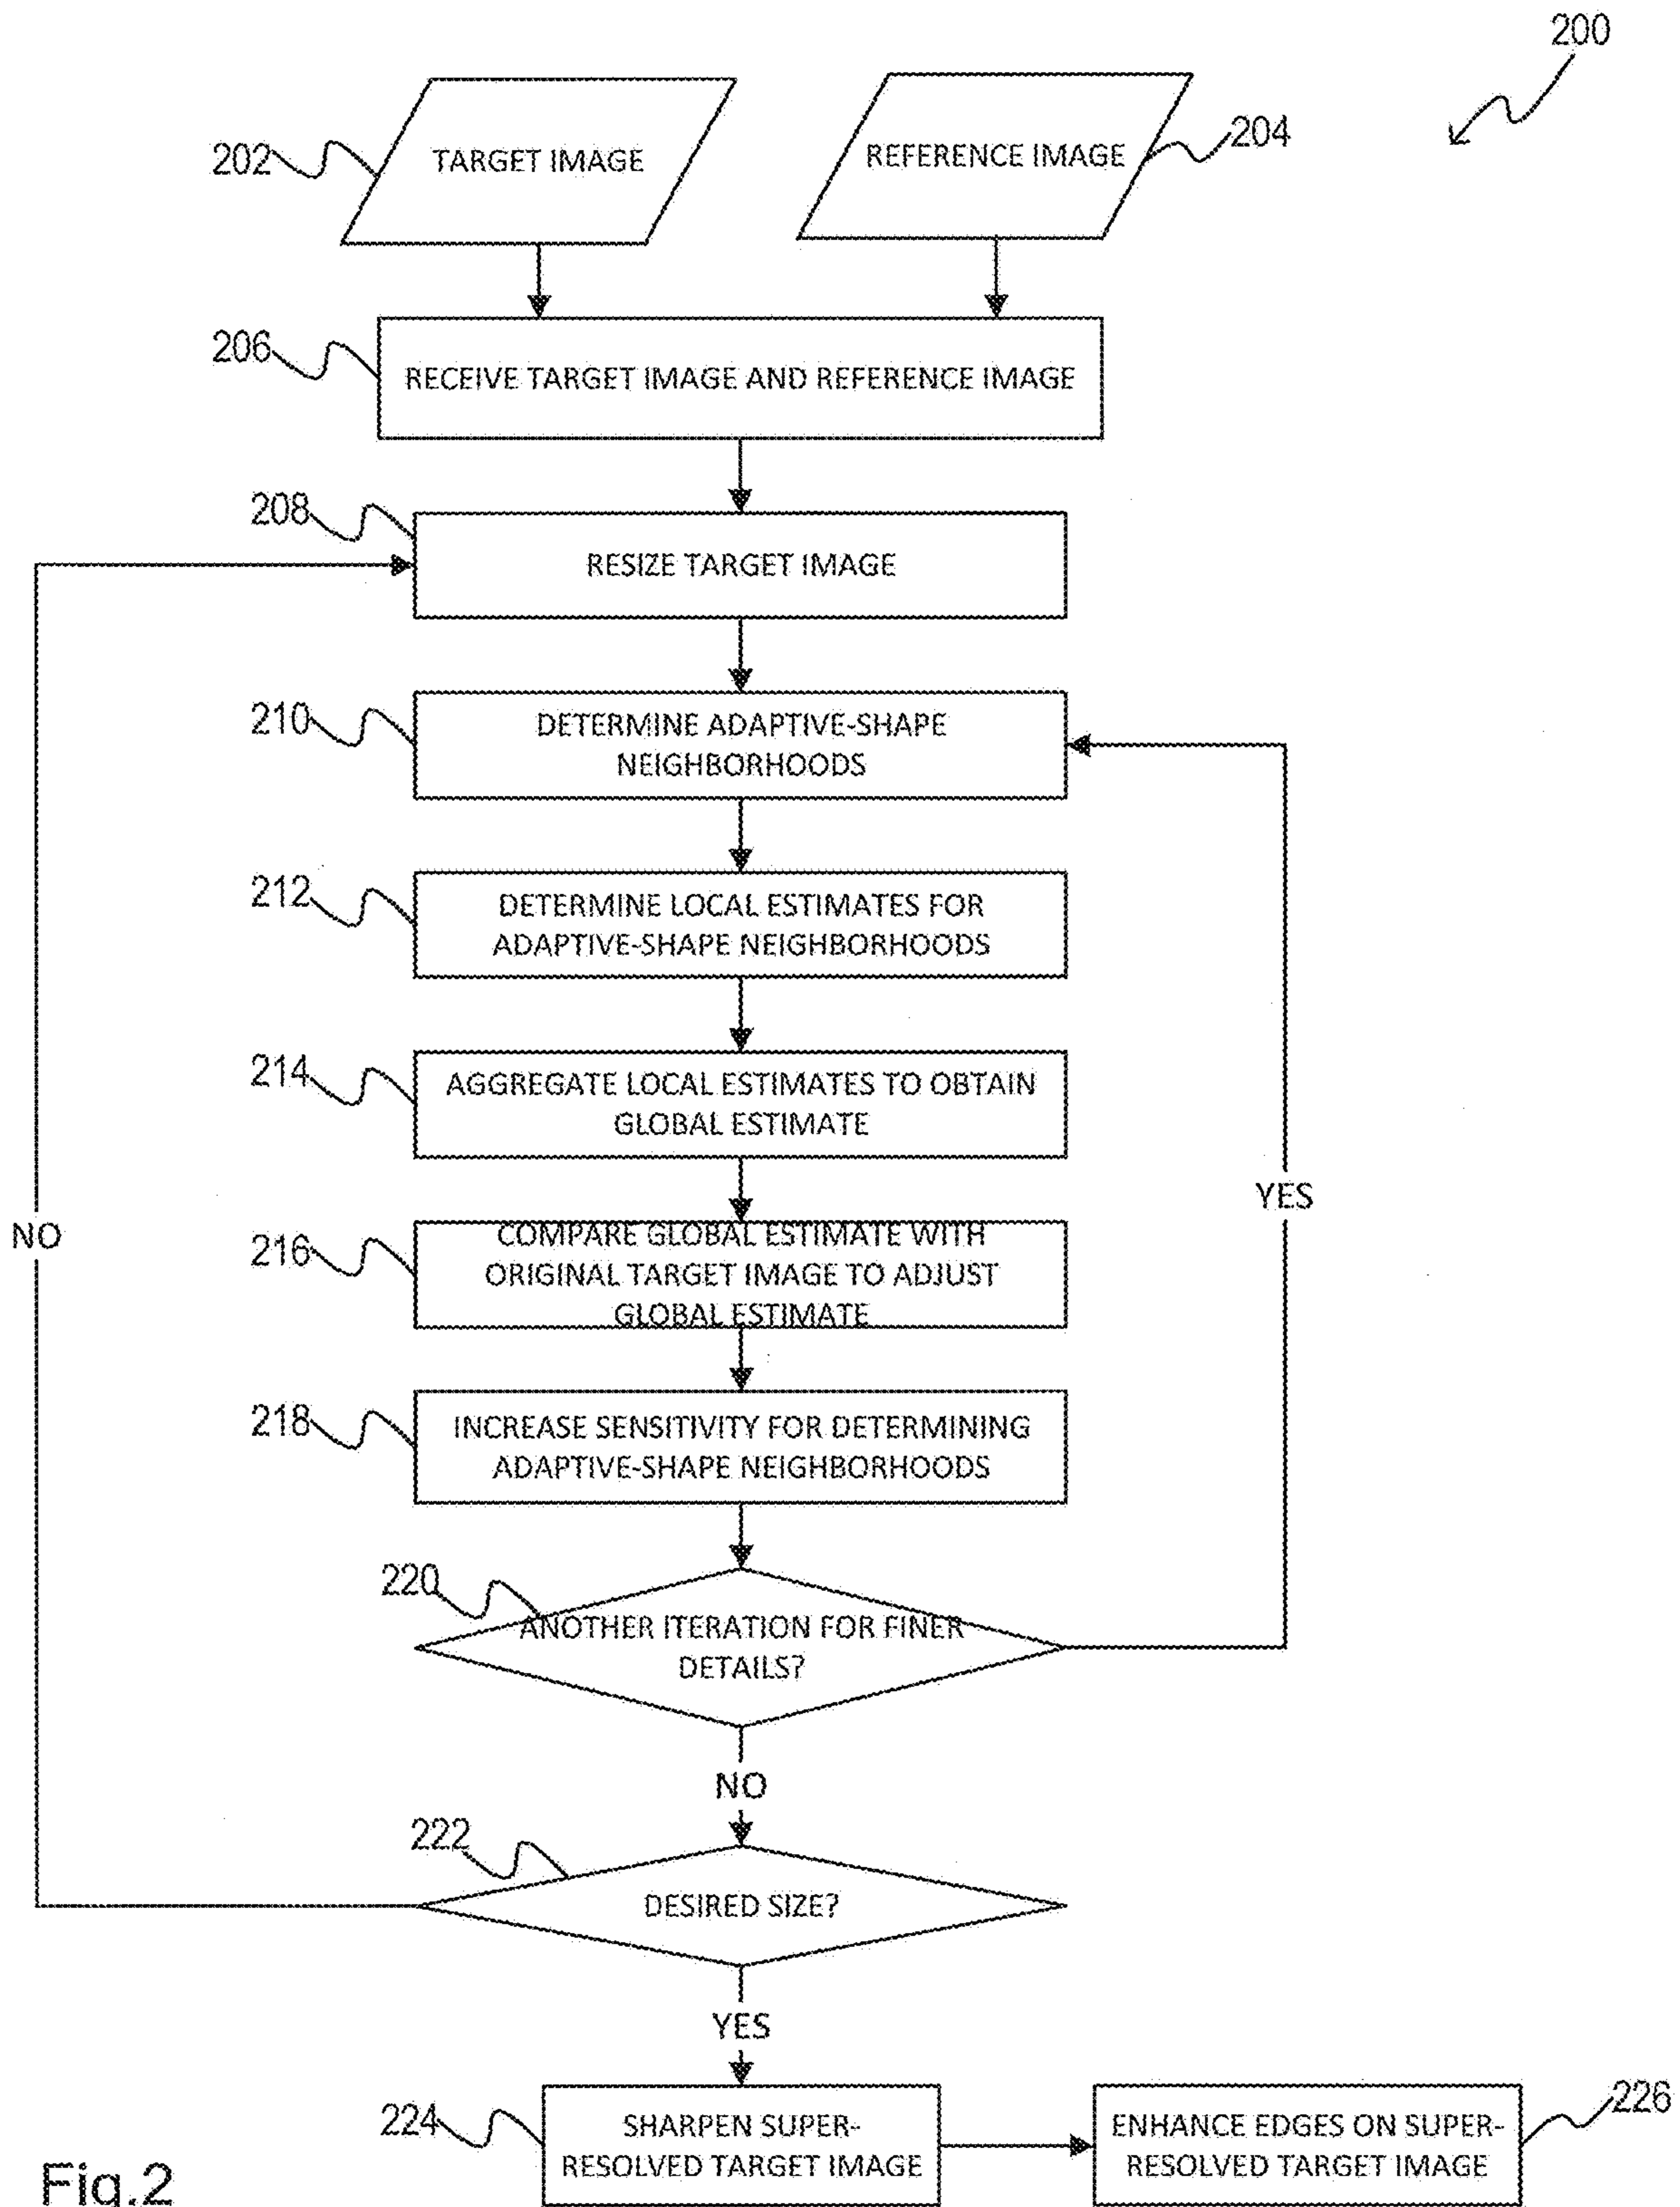 200
202
TARGET IMAGE
REFERENCE IMAGE
204
206
RECEIVE TARGET IMAGE AND REFERENCE IMAGE
208
RESIZE TARGET IMAGE
210
DETERMINE ADAPTIVE-SHAPE
NEIGHBORHOODS
212
DETERMINE LOCAL ESTIMATES FOR
ADAPTIVE-SHAPE NEIGHBORHOODS
214
AGGREGATE LOCAL ESTIMATES TO OBTAIN
GLOBAL ESTIMATE
YES
NO
216
COMPARE GLOBAL ESTIMATE WITH
ORIGINAL TARGET IMAGE TO ADJUST
GLOBAL ESTIMATE
218
INCREASE SENSITIVITY FOR DETERMINING
ADAPTIVE-SHAPE NEIGHBORHOODS
220
ANOTHER ITERATION FOR FINER
DETAILS?
NO
222
DESIRED SIZE?
YES
224
SHARPEN SUPER-
RESOLVED TARGET IMAGE
ENHANCE EDGES ON SUPER-
RESOLVED TARGET IMAGE
226
Fig.2